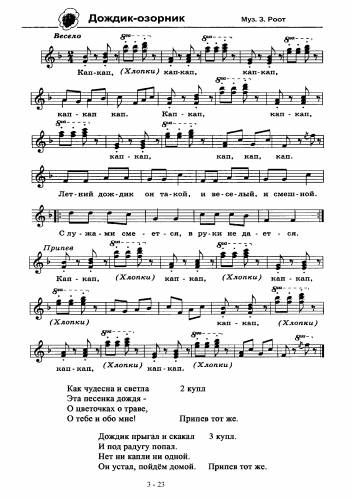 Дождик-озорник
Муз. З. Роот
Весело
Кап-кап, (Хлопки) кап-кап, кап-кап,
кап-кап кап. кап-кап,
кап-кап, кап, кап, кап.
Лет-ний дож-дик он та-кой, и ве-се-лый, и смеш-ной.
С лу-жа-ми сме-ет-ся, в ру-ки не да-ет-ся.
Припев
Кап-кап, (Хлопки) кап-кап, (Хлопки) кап-кап,
(Хлопки) кап-кап, (Хлопки)
кап-кап, (Хлопки) кап-кап, кап-кап.
Как чудесна и светла 2 купл
Эта песенка дождя -
О цветочках о траве,
О тебе и обо мне! Припев тот же.
Дождик прыгал и скакал 3 купл.
И под радугу попал.
Нет ни капли ни одной.
Он устал, пойдём домой. Припев тот же.
3 - 23